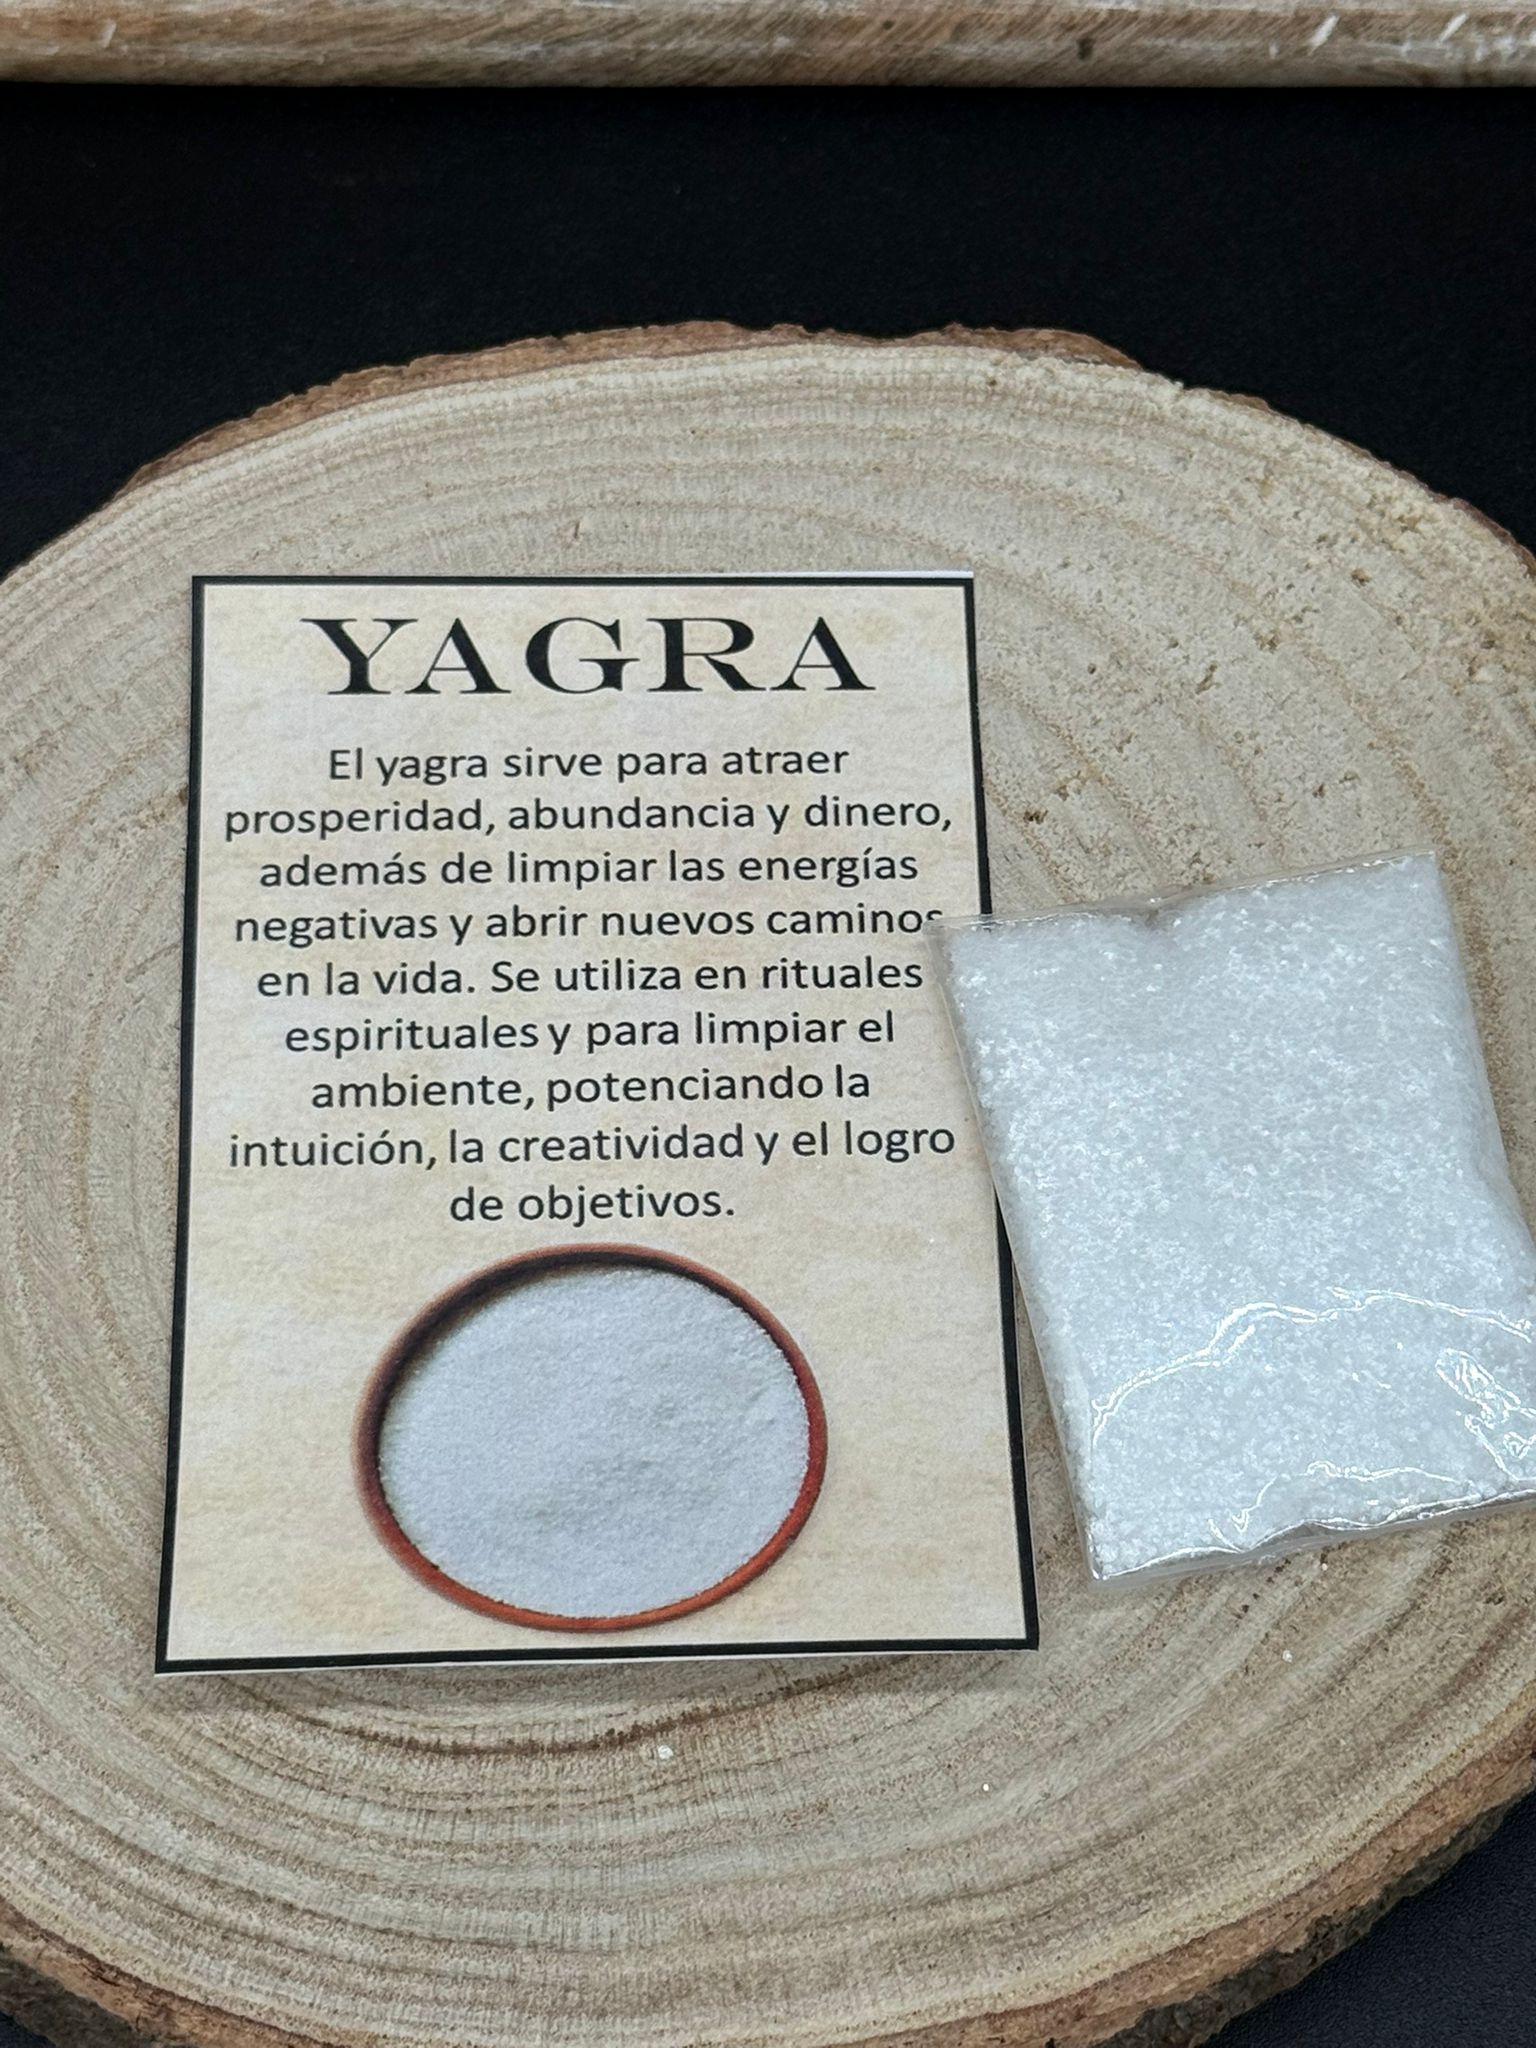 YAGRA
El yagra sirve para atraer
prosperidad, abundancia y dinero,
además de limpiar las energías
negativas y abrir nuevos caminos
en la vida. Se utiliza en rituales
espirituales y para limpiar el
ambiente, potenciando la
intuición, la creatividad y el logro
de objetivos.